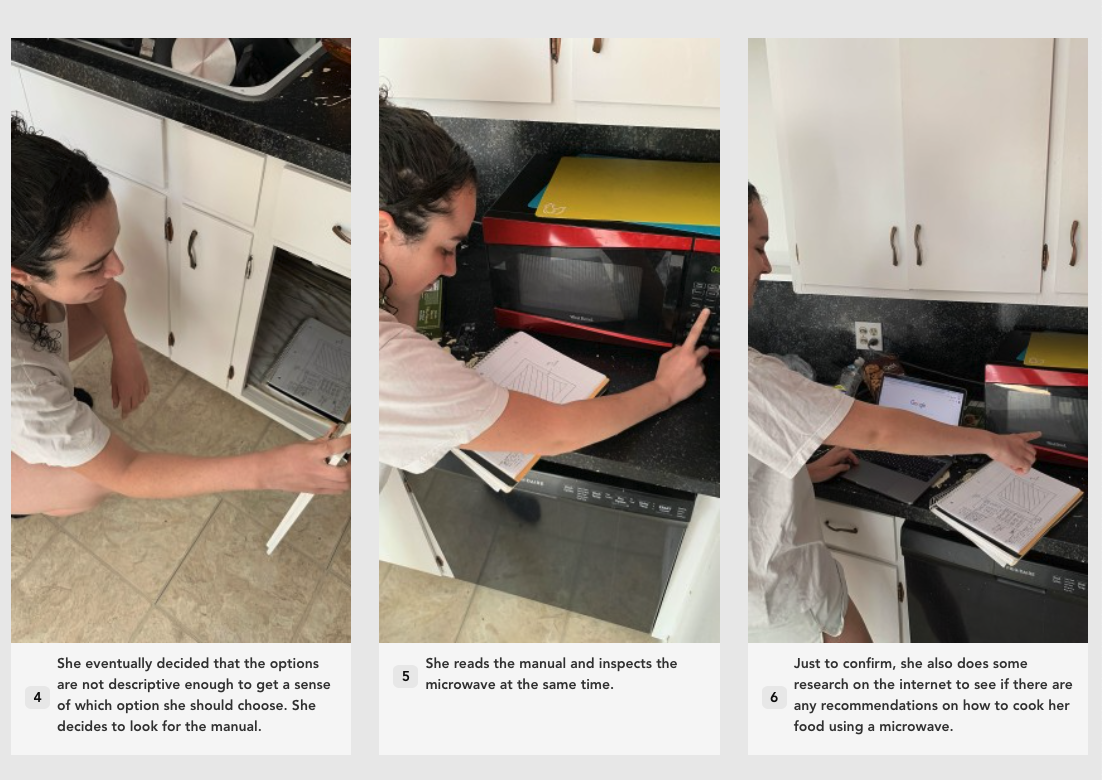 4
She eventually decided that the options
are not descriptive enough to get a sense
of which option she should choose. She
decides to look for the manual.
5
She reads the manual and inspects the
microwave at the same time.
6
Just to confirm, she also does some
research on the internet to see if there are
any recommendations on how to cook her
food using a microwave.
Google